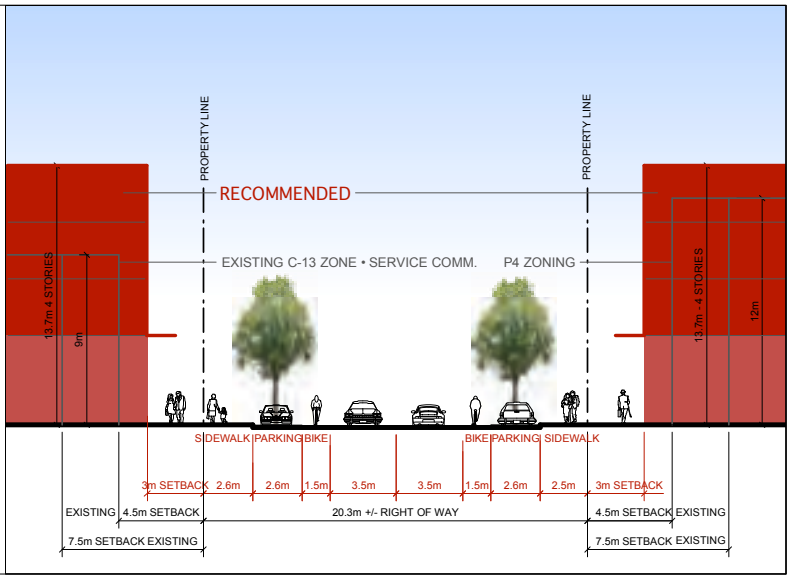 PROPERTY LINE
PROPERTY LINE
RECOMMENDED
EXISTING C-13 ZONE • SERVICE COMM.
P4 ZONING
13.7m 4 STORIES
9m
13.7m - 4 STORIES
12m
SIDEWALK PARKING BIKE
BIKE PARKING SIDEWALK
3m SETBACK 2.6m 2.6m 1.5m 3.5m 3.5m 1.5m 2.6m 2.5m 3m SETBACK
EXISTING 4.5m SETBACK 20.3m +/- RIGHT OF WAY 4.5m SETBACK EXISTING
7.5m SETBACK EXISTING 7.5m SETBACK EXISTING